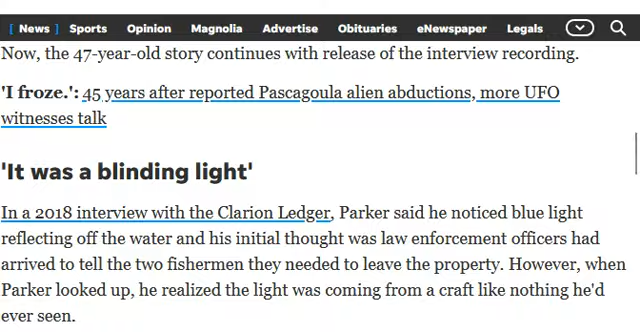 [ News ] Sports Opinion Magnolia Advertise Obituaries eNewspaper Legals
Now, the 47-year-old story continues with release of the interview recording.
'I froze.': 45 years after reported Pascagoula alien abductions, more UFO
witnesses talk
'It was a blinding light'
In a 2018 interview with the Clarion Ledger, Parker said he noticed blue light
reflecting off the water and his initial thought was law enforcement officers had
arrived to tell the two fishermen they needed to leave the property. However, when
Parker looked up, he realized the light was coming from a craft like nothing he'd
ever seen.